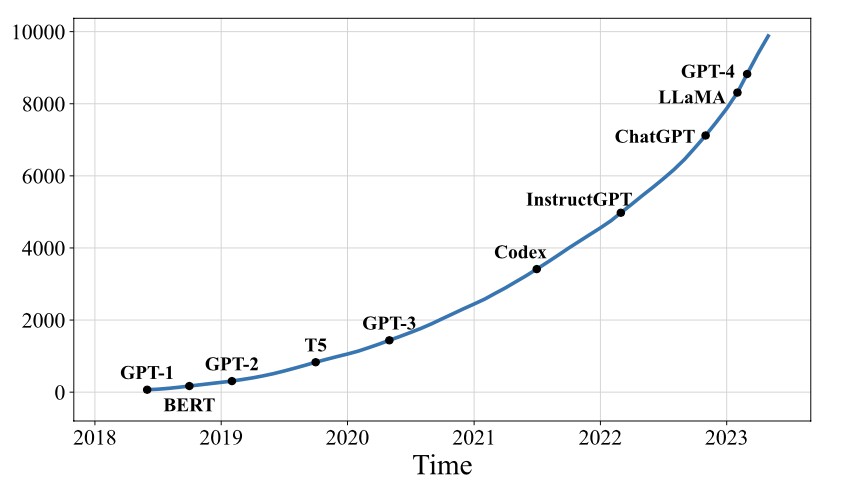 10000
8000
6000
4000
2000
0
GPT-4
LLaMA
ChatGPT
InstructGPT
Codex
GPT-3
T5
GPT-2
GPT-1
BERT
2018 2019 2020 2021 2022 2023
Time